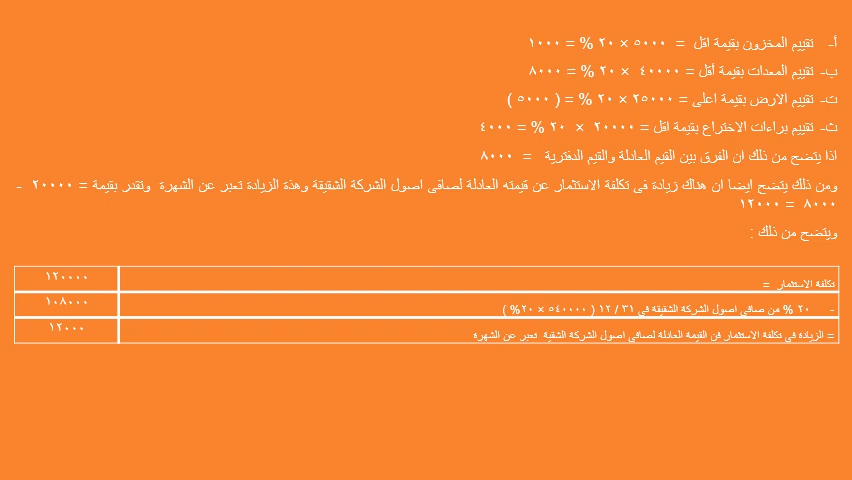 أ- تقييم المخزون بقيمة اقل = ٥٠٠٠ × ٢٠ % = ١٠٠٠
ب- تقييم المعدات بقيمة أقل = ٤٠٠٠٠ × ٢٠ % = ٨٠٠٠
ت- تقييم الارض بقيمة اعلى = ٢٥٠٠٠ × ٢٠ % = ( ٥٠٠٠ )
ث- تقييم براءات الاختراع بقيمة اقل = ٢٠٠٠٠ × ٢٠ % = ٤٠٠٠
اذا يتضح من ذلك ان الفرق بين القيم العادلة والقيم الدفترية = ٨٠٠٠
ومن ذلك يتضح ايضا ان هناك زيادة فى تكلفة الاستثمار عن قيمته العادلة لصافى اصول الشركة الشقيقة وهذة الزيادة تعبر عن الشهرة وتقدر بقيمة = ٢٠٠٠٠ -
٨٠٠٠ = ١٢٠٠٠
ويتضح من ذلك :
تكلفة الاستثمار = ١٢٠٠٠٠
- ٢٠ % من صافى اصول الشركة الشقيقة فى ٣١ / ١٢ ( ٥٤٠٠٠٠ × ٢٠% ) ١٠٨٠٠٠
= الزيادة فى تكلفة الاستثمار فن القيمة العادلة لصافى اصول الشركة الشقية تعبر عن الشهرة ١٢٠٠٠